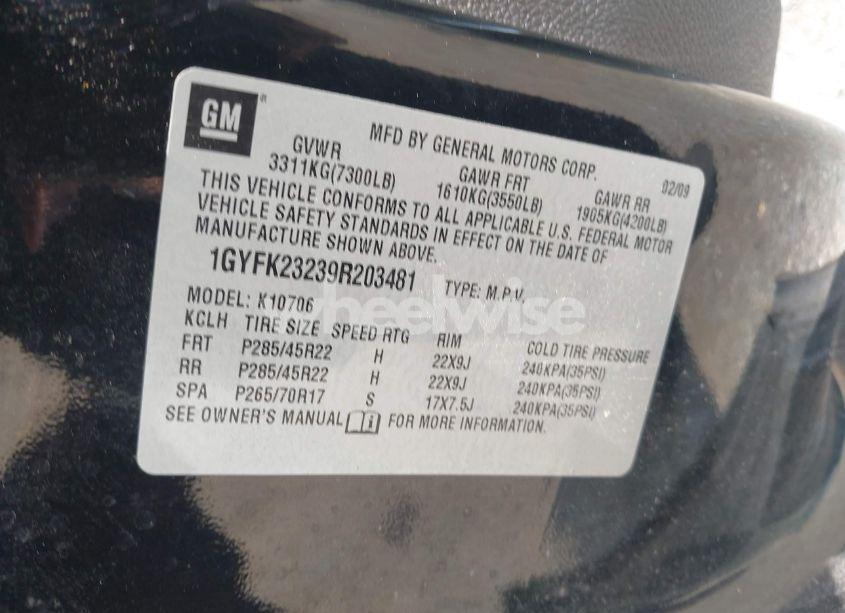 GM®
MFD BY GENERAL MOTORS CORP. 02/09
GVWR GAWR FRT GAWR RR
3311KG(7300LB) 1610KG(3550LB) 1905KG(4200LB)
THIS VEHICLE CONFORMS TO ALL APPLICABLE U.S. FEDERAL MOTOR
VEHICLE SAFETY STANDARDS IN EFFECT ON THE DATE OF
MANUFACTURE SHOWN ABOVE.
1GYFK23239R203481 TYPE: M.P.V.
MODEL: K10706
wheelwise
KCLH TIRE SIZE SPEED RTG RIM COLD TIRE PRESSURE
FRT P285/45R22 H 22X9J 240KPA(35PSI)
RR P285/45R22 H 22X9J 240KPA(35PSI)
SPA P265/70R17 S 17X7.5J 240KPA(35PSI)
SEE OWNER'S MANUAL FOR MORE INFORMATION.